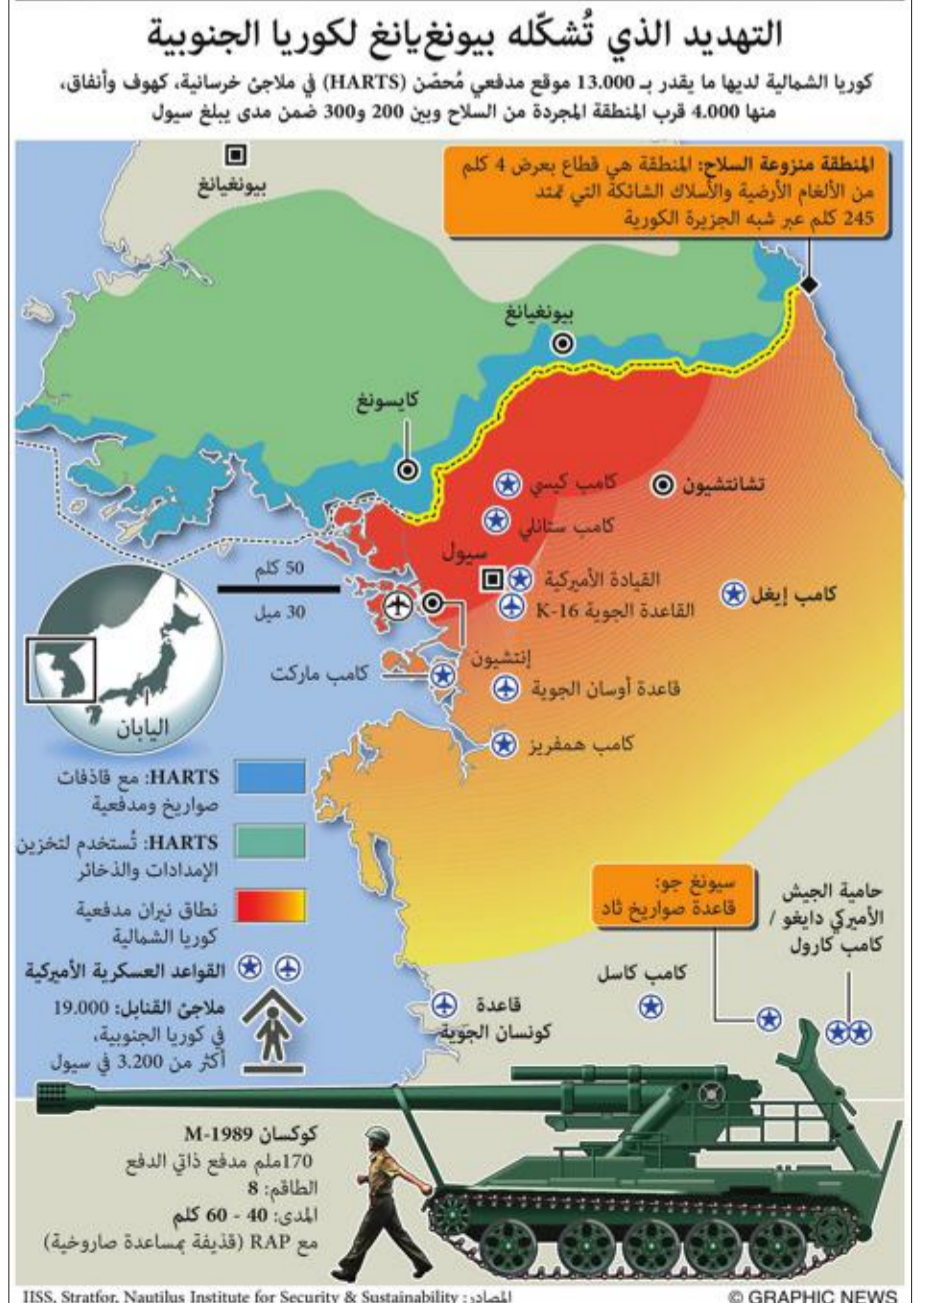 التهديد الذي تُشكّله بيونغ‌يانغ لكوريا الجنوبية
كوريا الشمالية لديها ما يقدر بـ 13.000 موقع مدفعي مُحصّن (HARTS) في ملاجئ خرسانية، كهوف وأنفاق،
منها 4.000 قرب المنطقة المجردة من السلاح وبين 200 و300 ضمن مدى يبلغ سيول
المنطقة منزوعة السلاح: المنطقة هي قطاع بعرض 4 كلم
من الألغام الأرضية والأسلاك الشائكة التي تمتد
245 كلم عبر شبه الجزيرة الكورية
بيونغيانغ
بيونغيانغ
كايسونغ
كامب كيسي
تشانتشيون
كامب ستانلي
سيول
القيادة الأميركية
كامب إيغل
القاعدة الجوية K-16
50 كلم
30 ميل
إنتشيون
كامب ماركت
قاعدة أوسان الجوية
كامب همفريز
اليابان
HARTS: مع قاذفات
صواريخ ومدفعية
HARTS: تُستخدم لتخزين
الإمدادات والذخائر
نطاق نيران مدفعية
كوريا الشمالية
القواعد العسكرية الأميركية
ملاجئ القنابل: 19.000
في كوريا الجنوبية،
أكثر من 3.200 في سيول
سيونغ جو:
قاعدة صواريخ ثاد
حامية الجيش
الأميركي دايغو /
كامب كارول
كامب كاسل
قاعدة
كونسان الجوية
كوكسان M-1989
170ملم مدفع ذاتي الدفع
الطاقم: 8
المدى: 40 - 60 كلم
مع RAP (قذيفة بمساعدة صاروخية)
المصادر: IISS, Stratfor, Nautilus Institute for Security & Sustainability
© GRAPHIC NEWS